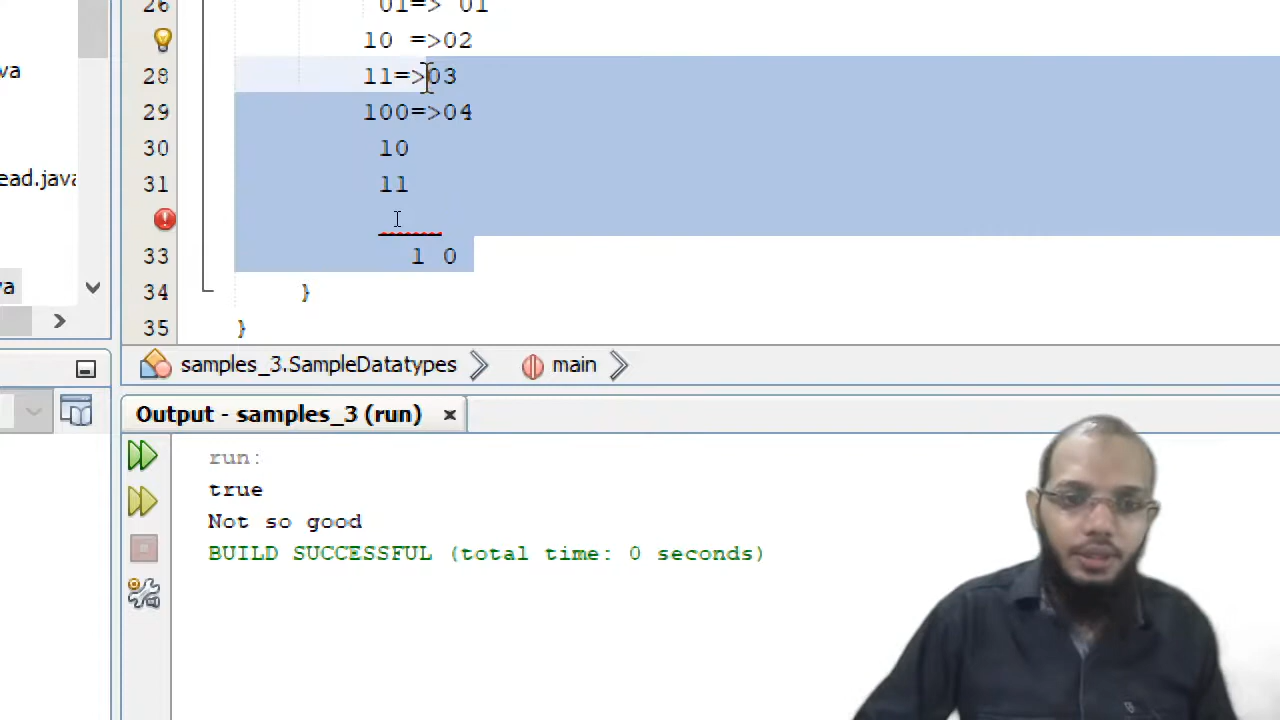 26
01=> 01
10 =>02
28
11=>03
29
100=>04
30
10
31
11
33
1 0
34
}
35
}
va
ead.java
va
samples_3.SampleDatatypes
main
Output - samples_3 (run)
run:
true
Not so good
BUILD SUCCESSFUL (total time: 0 seconds)